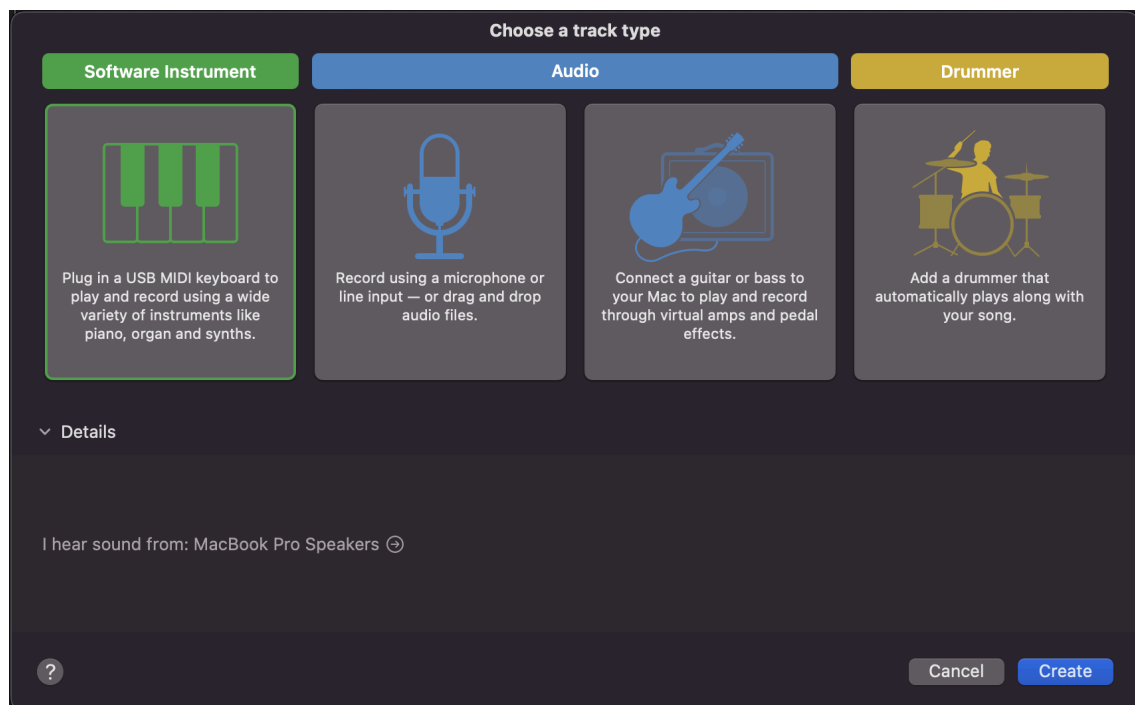 Choose a track type
Software Instrument
Audio
Drummer
Plug in a USB MIDI keyboard to
play and record using a wide
variety of instruments like
piano, organ and synths.
Record using a microphone or
line input — or drag and drop
audio files.
Connect a guitar or bass to
your Mac to play and record
through virtual amps and pedal
effects.
Add a drummer that
automatically plays along with
your song.
Details
I hear sound from: MacBook Pro Speakers
?
Cancel
Create